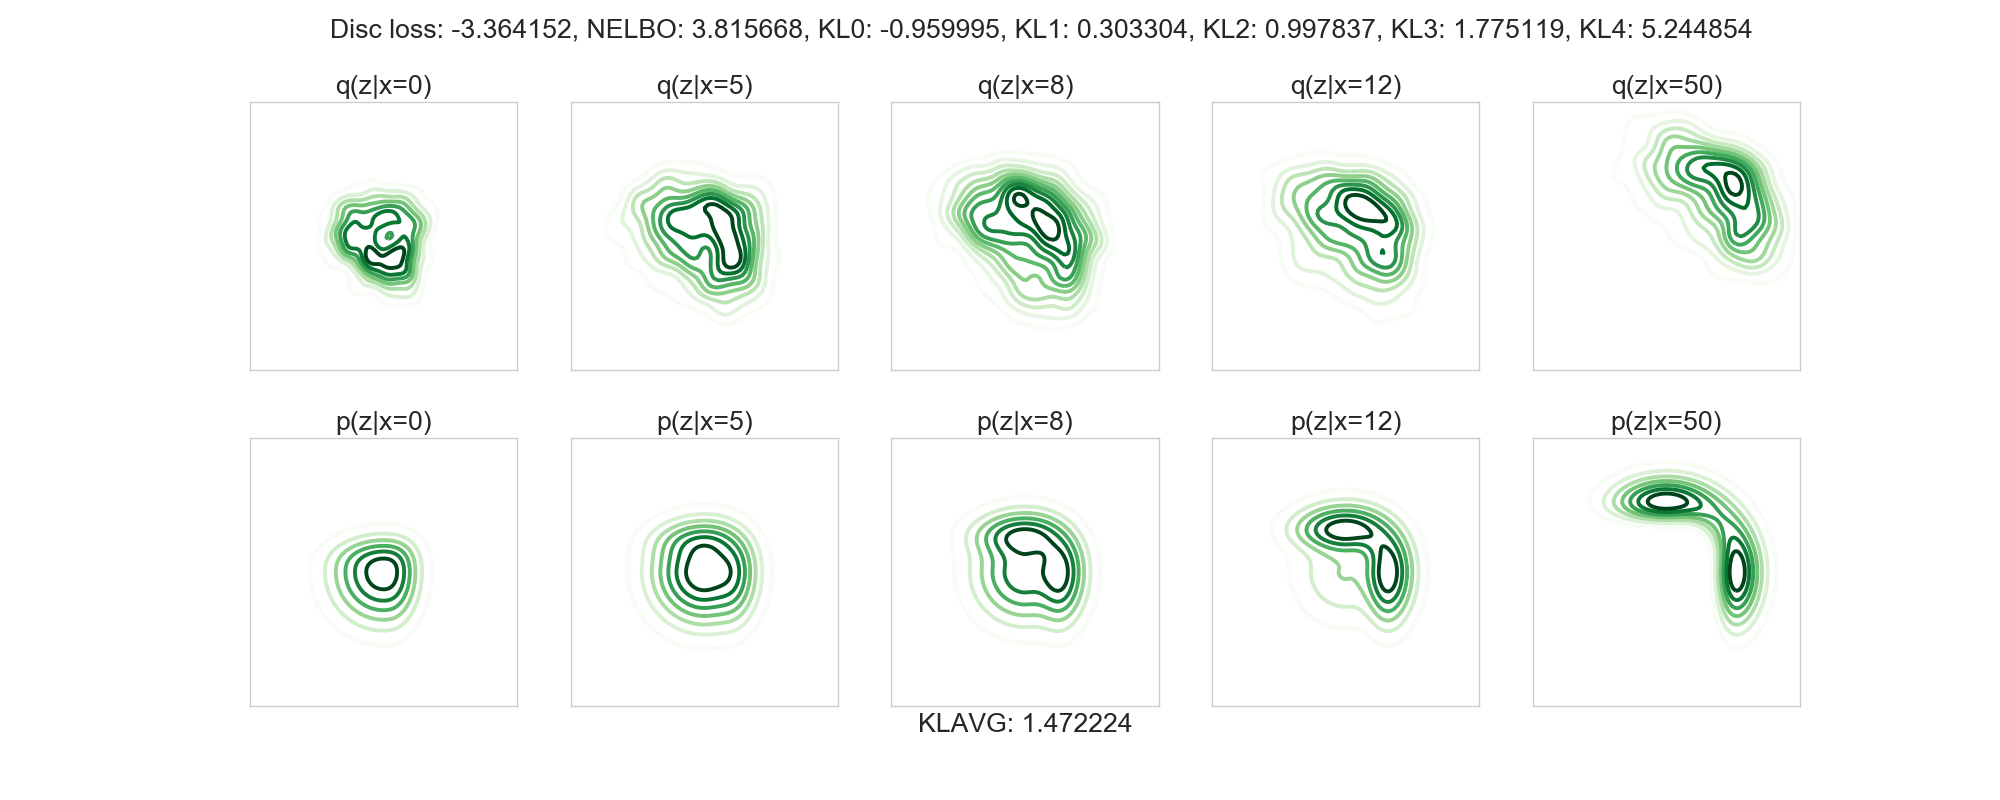 Disc loss: -3.364152, NELBO: 3.815668, KL0: -0.959995, KL1: 0.303304, KL2: 0.997837, KL3: 1.775119, KL4: 5.244854
q(z|x=0) q(z|x=5) q(z|x=8) q(z|x=12) q(z|x=50)
p(z|x=0) p(z|x=5) p(z|x=8) p(z|x=12) p(z|x=50)
KLAVG: 1.472224